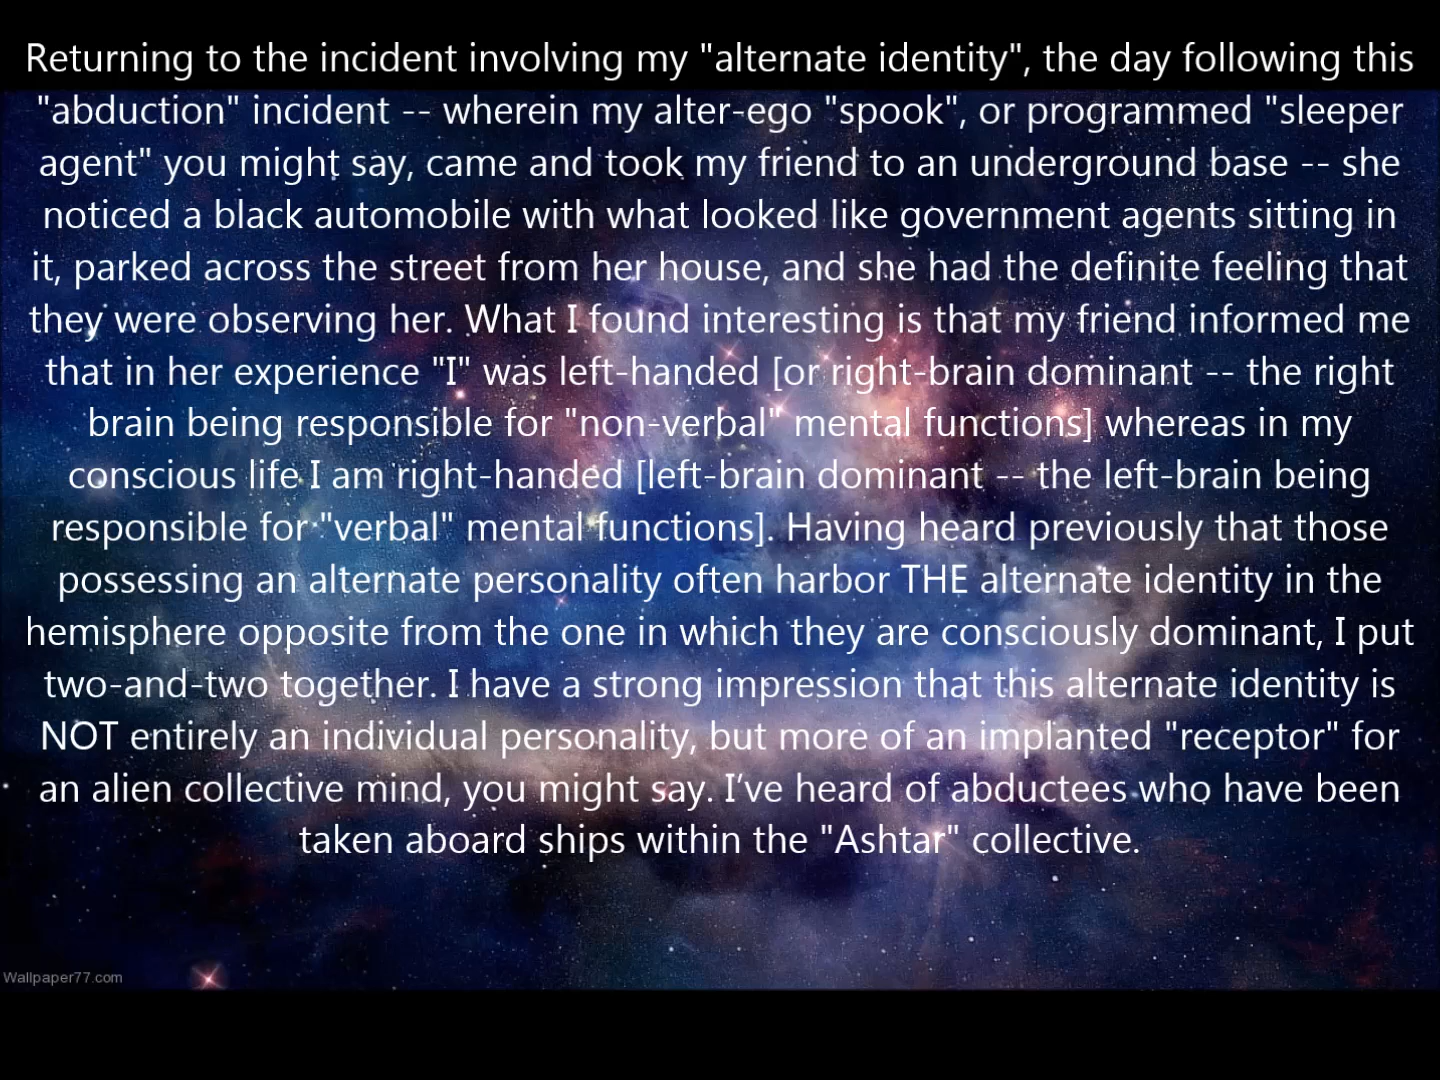 Returning to the incident involving my "alternate identity", the day following this
"abduction" incident -- wherein my alter-ego "spook", or programmed "sleeper
agent" you might say, came and took my friend to an underground base -- she
noticed a black automobile with what looked like government agents sitting in
it, parked across the street from her house, and she had the definite feeling that
they were observing her. What I found interesting is that my friend informed me
that in her experience "I" was left-handed [or right-brain dominant -- the right
brain being responsible for "non-verbal" mental functions] whereas in my
conscious life I am right-handed [left-brain dominant -- the left-brain being
responsible for "verbal" mental functions]. Having heard previously that those
possessing an alternate personality often harbor THE alternate identity in the
hemisphere opposite from the one in which they are consciously dominant, I put
two-and-two together. I have a strong impression that this alternate identity is
NOT entirely an individual personality, but more of an implanted "receptor" for
an alien collective mind, you might say. I’ve heard of abductees who have been
taken aboard ships within the "Ashtar" collective.
Wallpaper77.com